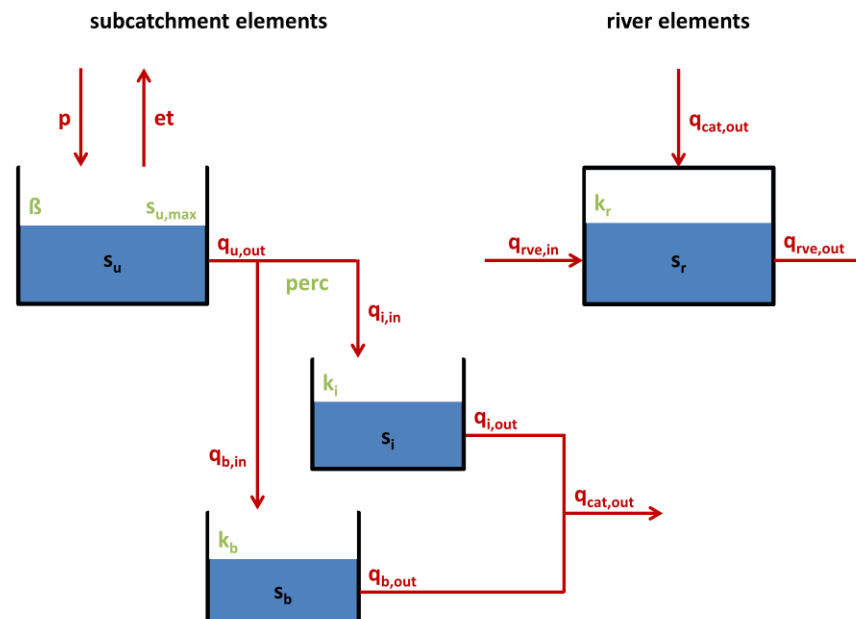 subcatchment elements
river elements
p
et
q_cat,out
ß
s_u,max
k_r
q_u,out
q_rve,in
q_rve,out
s_u
s_r
perc
q_i,in
k_i
q_i,out
s_i
q_b,in
q_cat,out
k_b
q_b,out
s_b